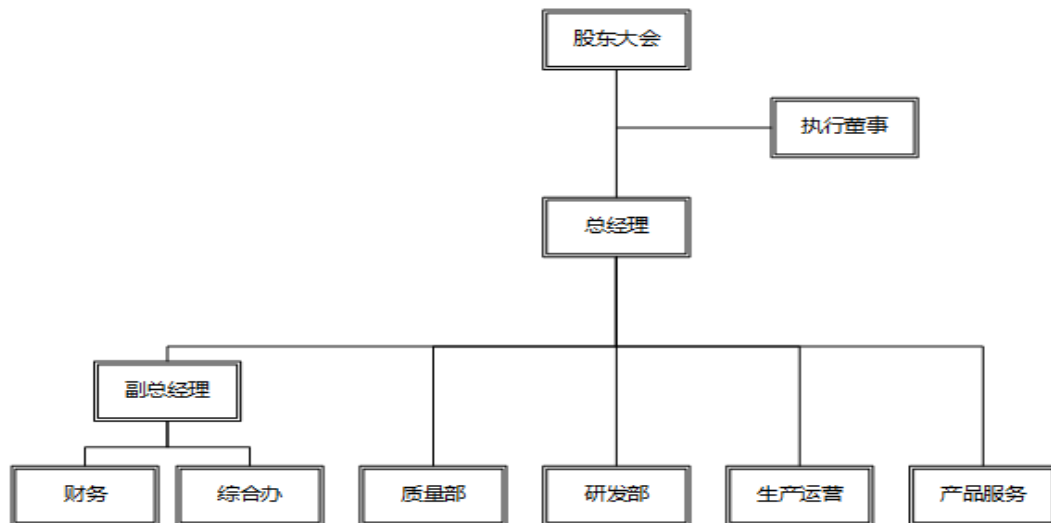 股东大会
执行董事
总经理
副总经理
财务
综合办
质量部
研发部
生产运营
产品服务